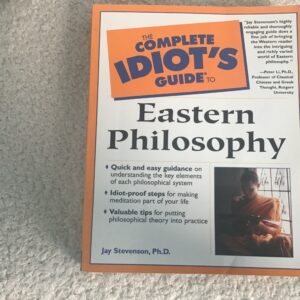 "Jay Stevenson's highly
reliable and thoroughly
engaging guide does a
fine job of bringing
the Western reader
into the intriguing
and richly varied
world of Eastern
philosophy."
—Peter Li, Ph.D.,
Professor of Classical
Chinese and Greek
Thought, Rutgers
University
THE
COMPLETE
IDIOT'S
GUIDE® TO
Eastern
Philosophy
♦ Quick and easy guidance on
understanding the key elements
of each philosophical system
♦ Idiot-proof steps for making
meditation part of your life
♦ Valuable tips for putting
philosophical theory into practice
Jay Stevenson, Ph.D.